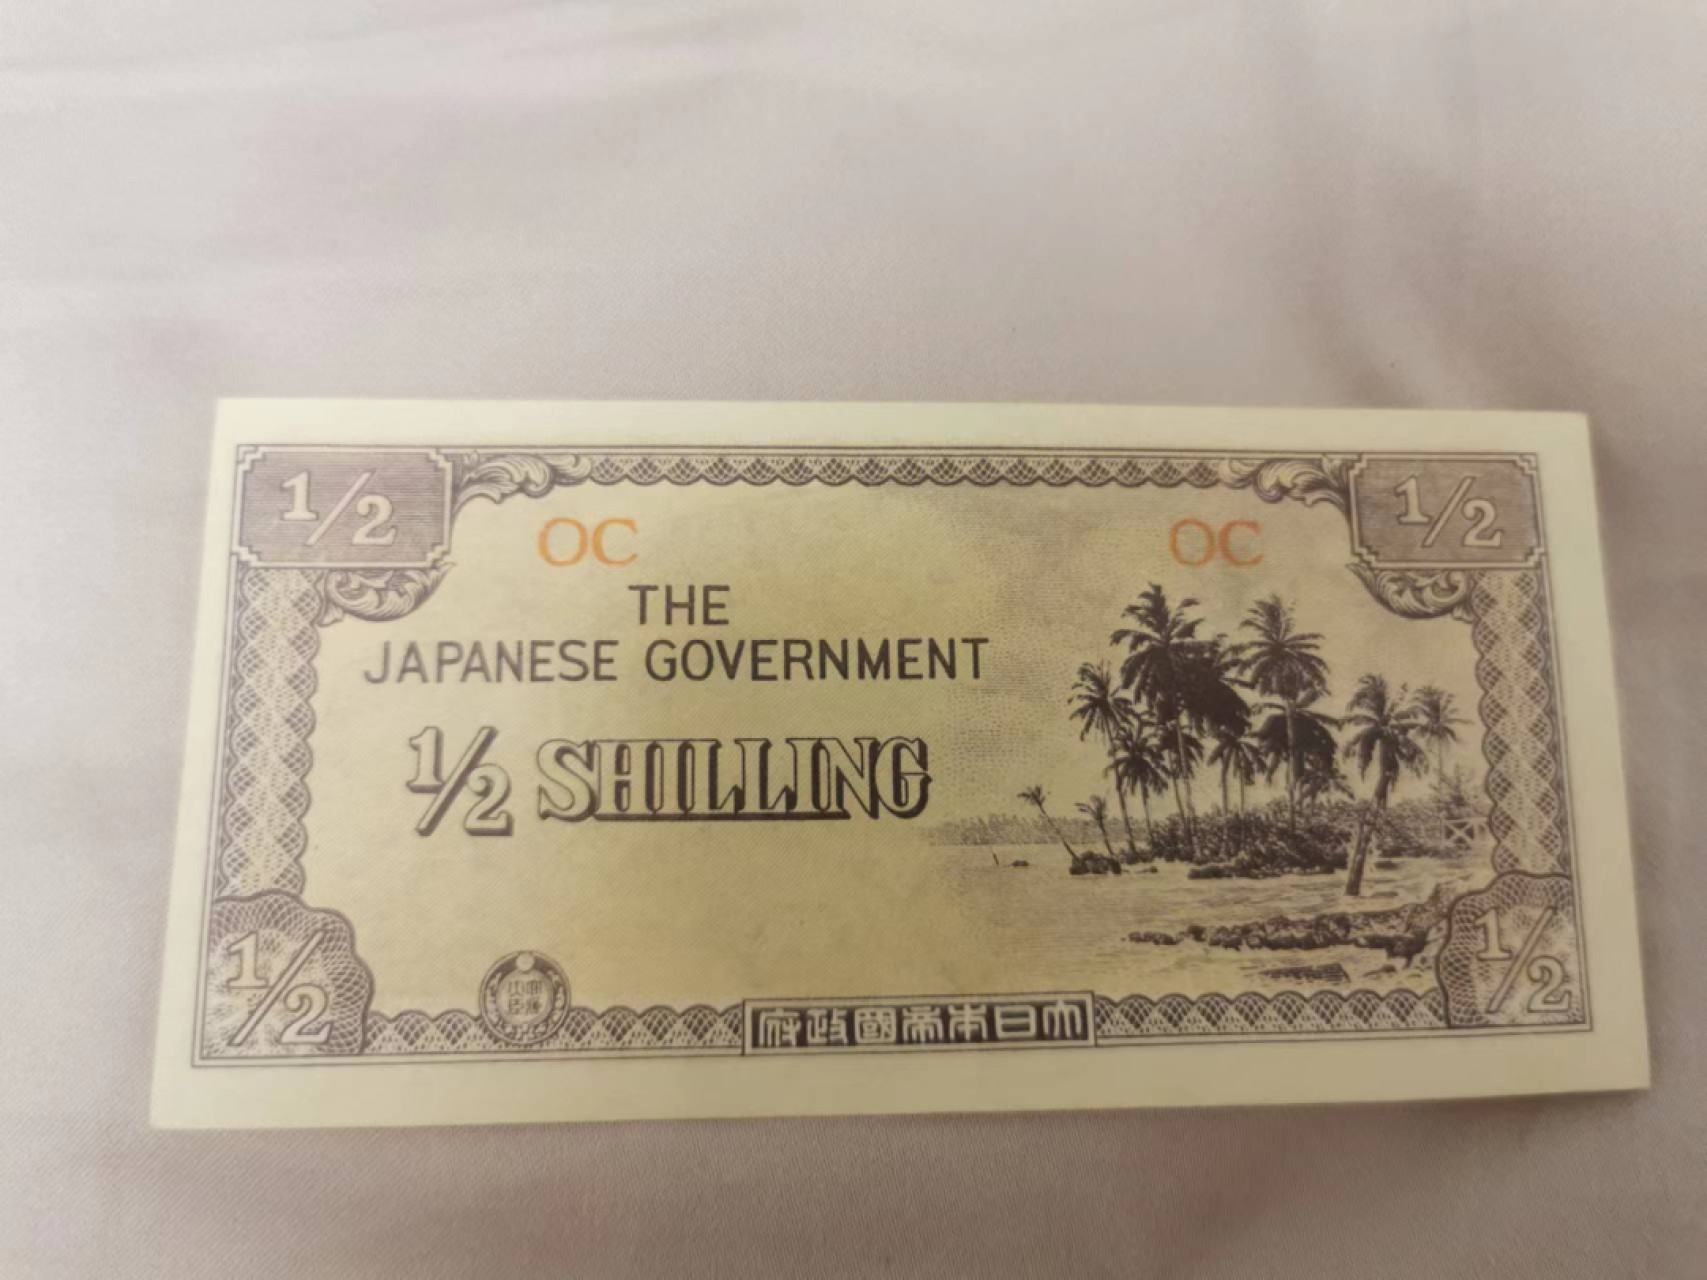 1/2
1/2
OC
OC
THE
JAPANESE GOVERNMENT
1/2 SHILLING
1/2
1/2
府政國帝本日大